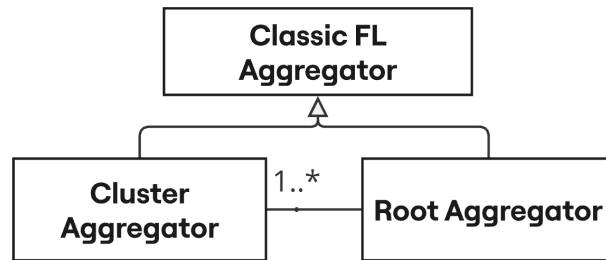 Classic FL
Aggregator
1..*
Cluster
Aggregator
Root Aggregator